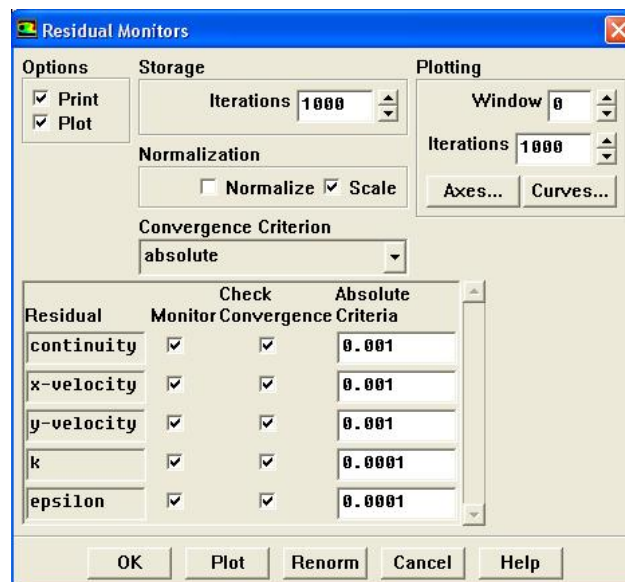 Residual Monitors
Options
Print
Plot
Storage
Iterations 1000
Normalization
Normalize Scale
Convergence Criterion
absolute
Plotting
Window 0
Iterations 1000
Axes... Curves...
Residual Monitor Check Convergence Absolute Criteria
continuity 0.001
x-velocity 0.001
y-velocity 0.001
k 0.0001
epsilon 0.0001
OK Plot Renorm Cancel Help